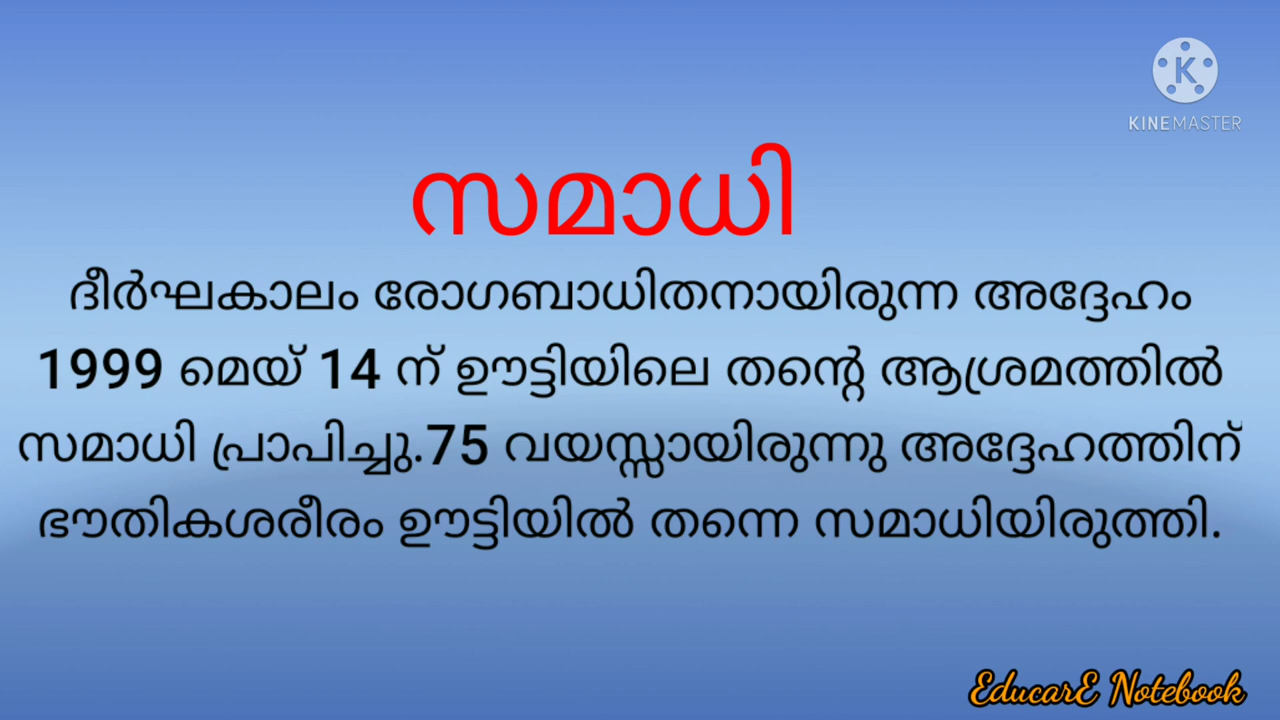 KINEMASTER
സമാധി
ദീർഘകാലം രോഗബാധിതനായിരുന്ന അദ്ദേഹം
1999 മെയ് 14 ന് ഊട്ടിയിലെ തന്റെ ആശ്രമത്തിൽ
സമാധി പ്രാപിച്ചു.75 വയസ്സായിരുന്നു അദ്ദേഹത്തിന്
ഭൗതികശരീരം ഊട്ടിയിൽ തന്നെ സമാധിയിരുത്തി.
EducarE Notebook